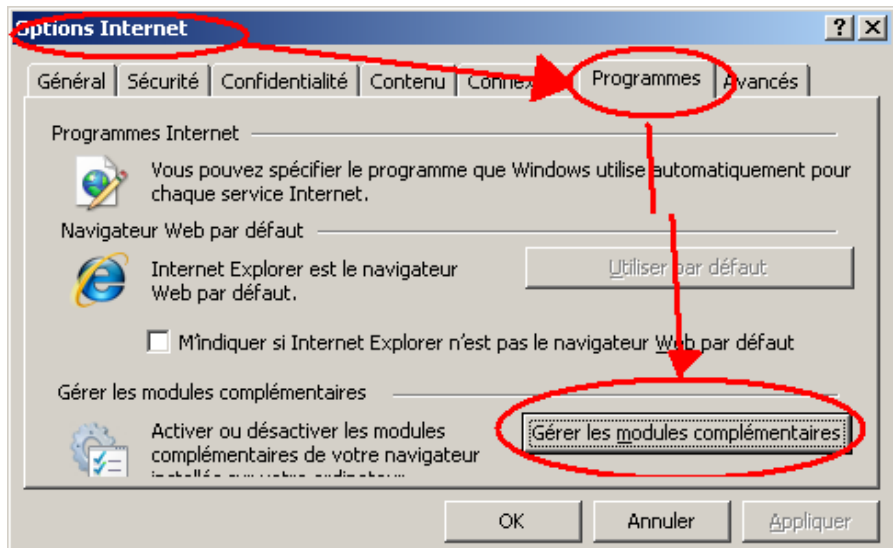 Options Internet
? X
Général Sécurité Confidentialité Contenu Programmes Avancés
Programmes Internet
Vous pouvez spécifier le programme que Windows utilise automatiquement pour
chaque service Internet.
Navigateur Web par défaut
Internet Explorer est le navigateur
Web par défaut.
Utiliser par défaut
M'indiquer si Internet Explorer n'est pas le navigateur Web par défaut
Gérer les modules complémentaires
Activer ou désactiver les modules
complémentaires de votre navigateur
Gérer les modules complémentaires
OK Annuler Appliquer